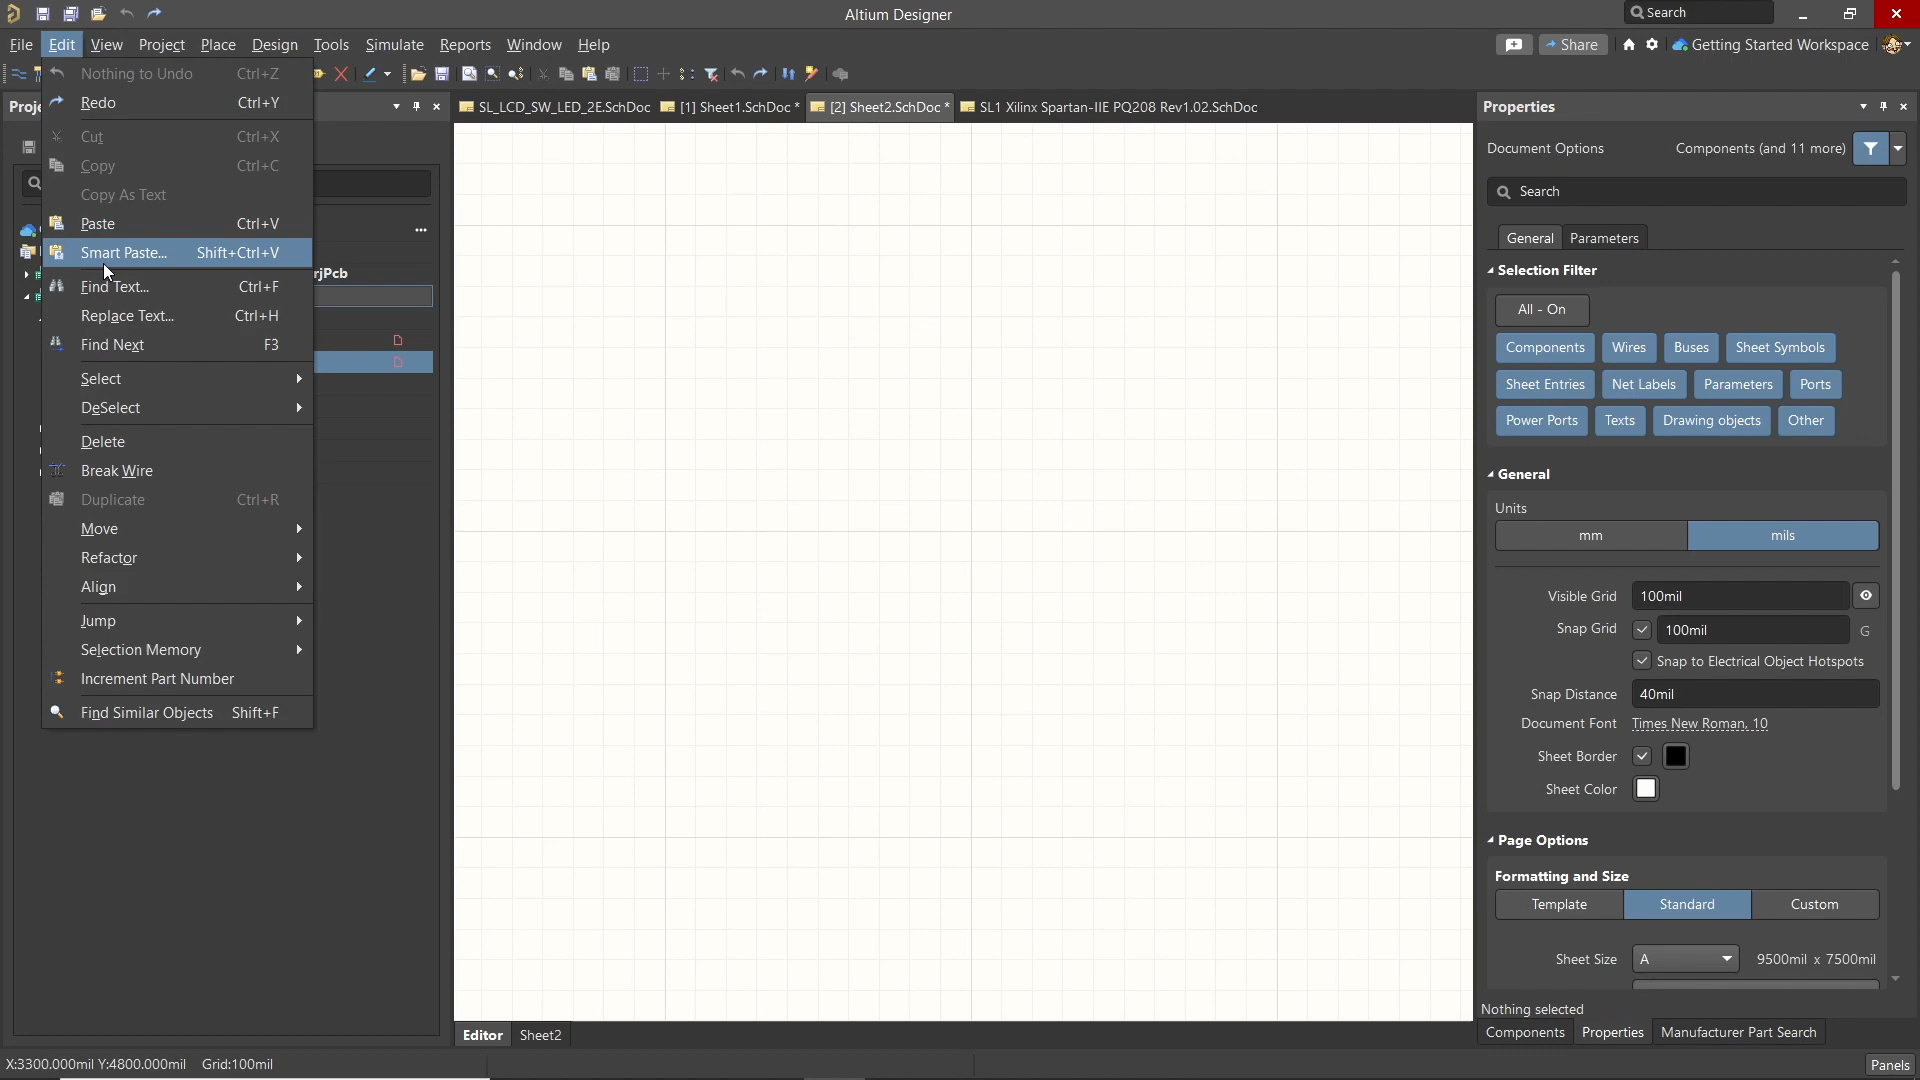 Altium Designer
Search
File Edit View Project Place Design Tools Simulate Reports Window Help
Share
Getting Started Workspace
Nothing to Undo Ctrl+Z
Redo Ctrl+Y
Cut Ctrl+X
Copy Ctrl+C
Copy As Text
Paste Ctrl+V
Smart Paste... Shift+Ctrl+V
Find Text... Ctrl+F
Replace Text... Ctrl+H
Find Next F3
Select
DeSelect
Delete
Break Wire
Duplicate Ctrl+R
Move
Refactor
Align
Jump
Selection Memory
Increment Part Number
Find Similar Objects Shift+F
Proje
rjPcb
SL_LCD_SW_LED_2E.SchDoc [1] Sheet1.SchDoc * [2] Sheet2.SchDoc * SL1 Xilinx Spartan-IIE PQ208 Rev1.02.SchDoc
Editor Sheet2
Properties
Document Options Components (and 11 more)
Search
General Parameters
Selection Filter
All - On
Components Wires Buses Sheet Symbols
Sheet Entries Net Labels Parameters Ports
Power Ports Texts Drawing objects Other
General
Units
mm mils
Visible Grid 100mil
Snap Grid 100mil G
Snap to Electrical Object Hotspots
Snap Distance 40mil
Document Font Times New Roman, 10
Sheet Border
Sheet Color
Page Options
Formatting and Size
Template Standard Custom
Sheet Size A 9500mil x 7500mil
Nothing selected
Components Properties Manufacturer Part Search
X:3300.000mil Y:4800.000mil Grid:100mil
Panels